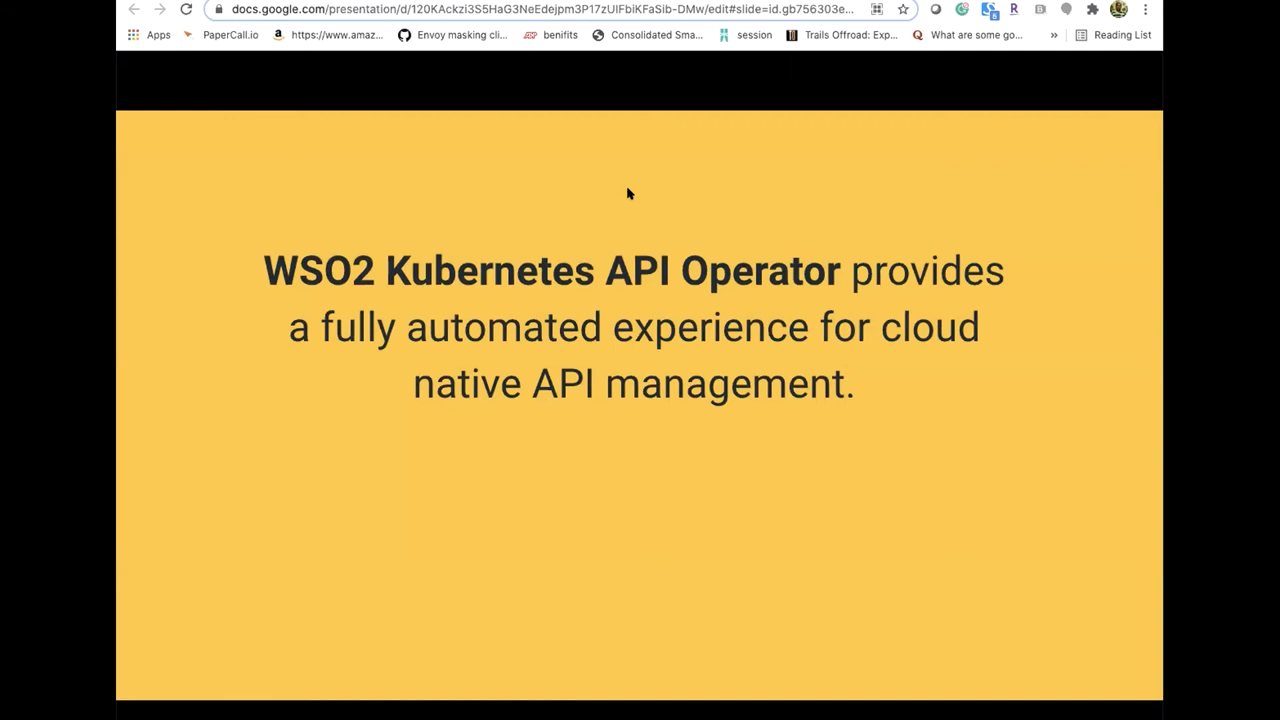 docs.google.com/presentation/d/120KAckzi3S5HaG3NeEdejpm3P17zUIFbiKFaSib-DMw/edit#slide=id.gb756303e...
Apps PaperCall.io https://www.amaz... Envoy masking cli... benifits Consolidated Sma... session Trails Offroad: Exp... What are some go... » Reading List
WSO2 Kubernetes API Operator provides
a fully automated experience for cloud
native API management.